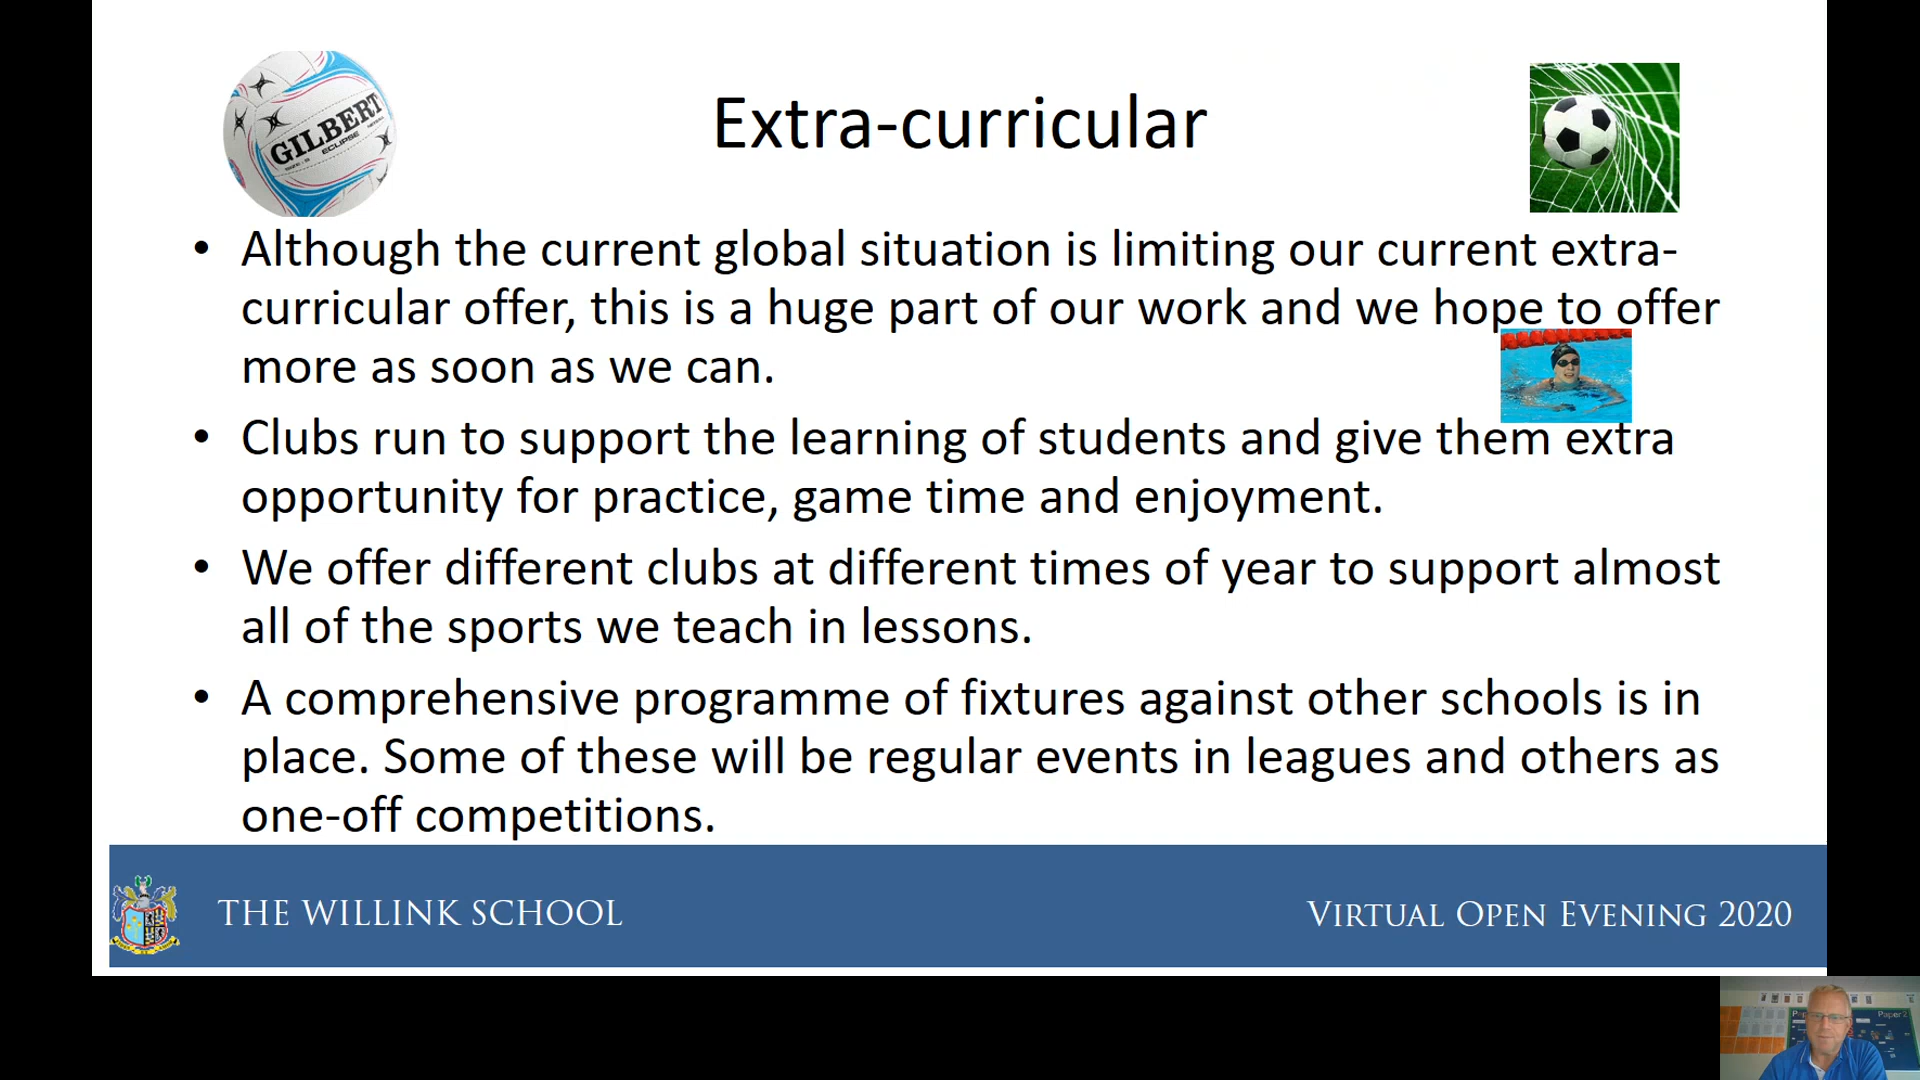 Extra-curricular
GILBERT
ECLIPSE
• Although the current global situation is limiting our current extra-
curricular offer, this is a huge part of our work and we hope to offer
more as soon as we can.
• Clubs run to support the learning of students and give them extra
opportunity for practice, game time and enjoyment.
• We offer different clubs at different times of year to support almost
all of the sports we teach in lessons.
• A comprehensive programme of fixtures against other schools is in
place. Some of these will be regular events in leagues and others as
one-off competitions.
THE WILLINK SCHOOL
VIRTUAL OPEN EVENING 2020
Paper 2